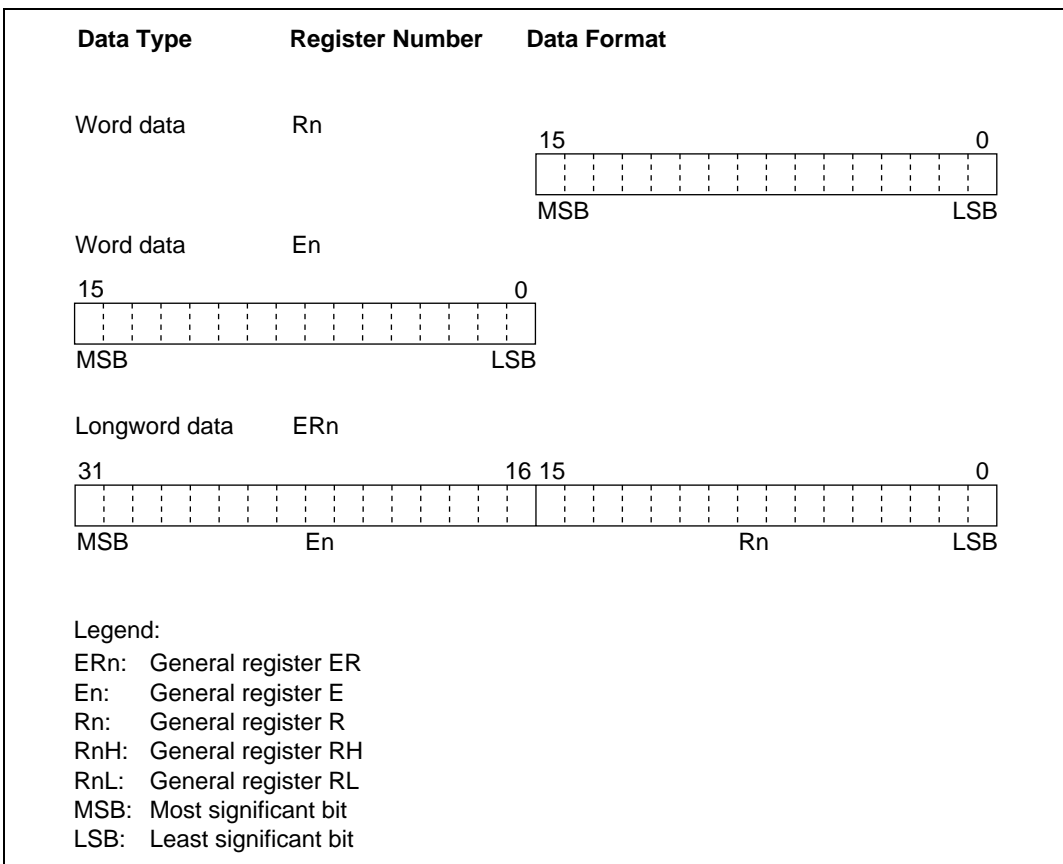 Data Type Register Number Data Format
Word data Rn
15 0
MSB LSB
Word data En
15 0
MSB LSB
Longword data ERn
31 16 15 0
MSB En Rn LSB
Legend:
ERn: General register ER
En: General register E
Rn: General register R
RnH: General register RH
RnL: General register RL
MSB: Most significant bit
LSB: Least significant bit